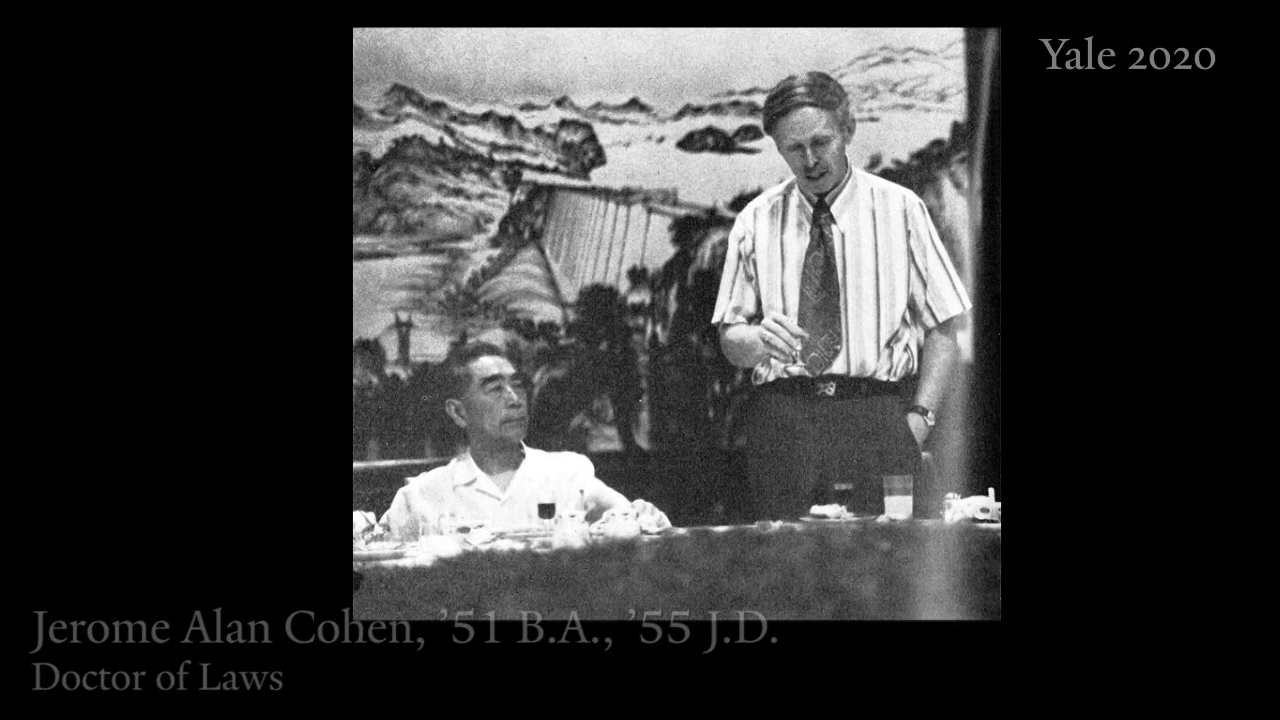 Yale 2020
Jerome Alan Cohen, ’51 B.A., ’55 J.D.
Doctor of Laws